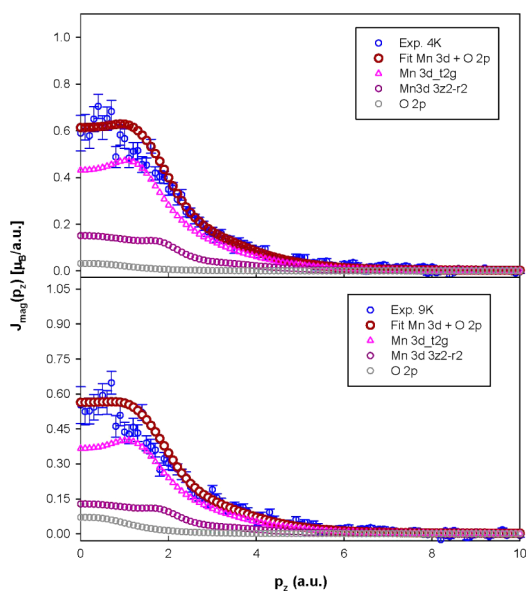 1.0
0.8
0.6
0.4
0.2
0.0
Exp. 4K
Fit Mn 3d + O 2p
Mn 3d_t2g
Mn3d 3z2-r2
O 2p
J_mag(p_z) [μ_B/a.u.]
1.05
0.90
0.75
0.60
0.45
0.30
0.15
0.00
Exp. 9K
Fit Mn 3d + O 2p
Mn 3d_t2g
Mn 3d 3z2-r2
O 2p
0 2 4 6 8 10
p_z (a.u.)